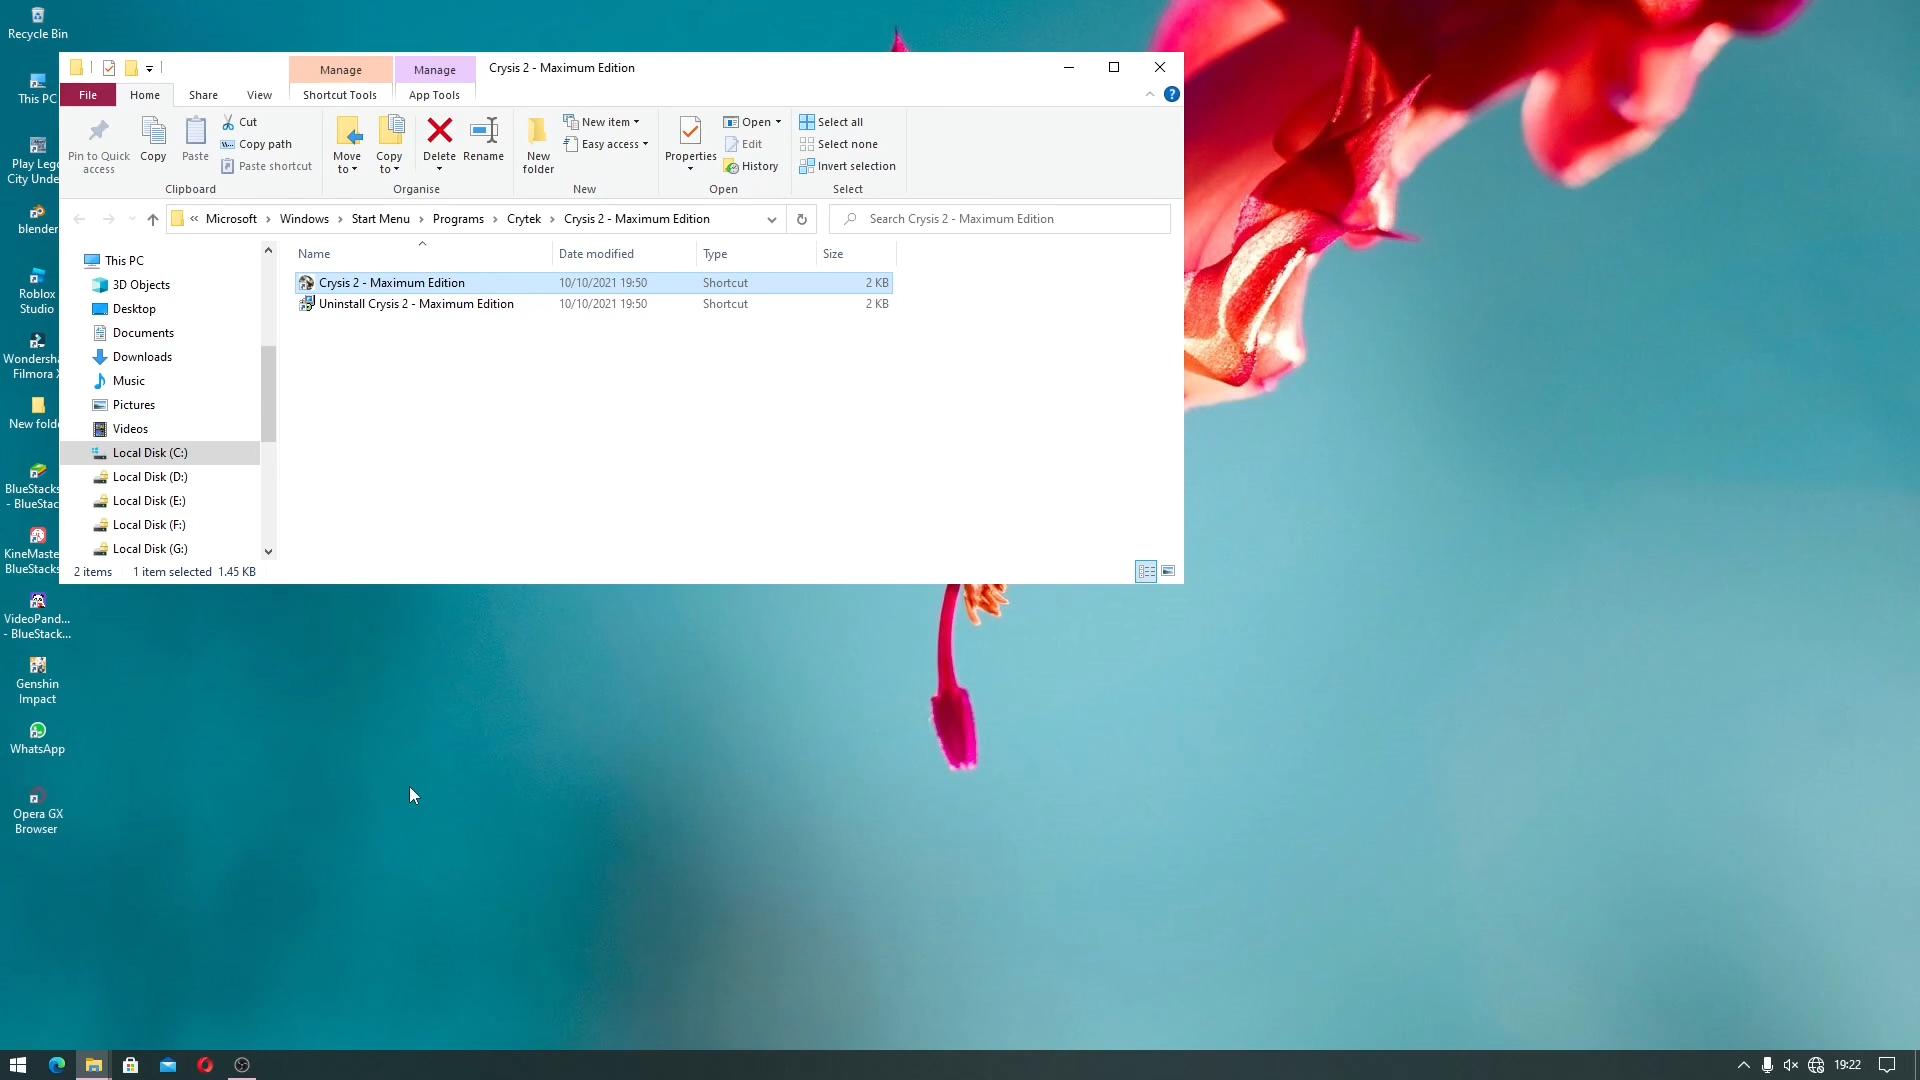 Recycle Bin
This PC
Play Lego
City Unde
blender
Roblox
Studio
Wondersha
Filmora
New folde
BlueStacks
- BlueStac
KineMaste
BlueStacks
VideoPand...
- BlueStack...
Genshin
Impact
WhatsApp
Opera GX
Browser
Manage
Manage
Crysis 2 - Maximum Edition
File
Home
Share
View
Shortcut Tools
App Tools
Pin to Quick
access
Copy
Paste
Cut
Copy path
Paste shortcut
Clipboard
Move
to
Copy
to
Delete
Rename
Organise
New
folder
New item
Easy access
New
Properties
Open
Edit
History
Open
Select all
Select none
Invert selection
Select
« Microsoft › Windows › Start Menu › Programs › Crytek › Crysis 2 - Maximum Edition
Search Crysis 2 - Maximum Edition
This PC
3D Objects
Desktop
Documents
Downloads
Music
Pictures
Videos
Local Disk (C:)
Local Disk (D:)
Local Disk (E:)
Local Disk (F:)
Local Disk (G:)
Name Date modified Type Size
Crysis 2 - Maximum Edition 10/10/2021 19:50 Shortcut 2 KB
Uninstall Crysis 2 - Maximum Edition 10/10/2021 19:50 Shortcut 2 KB
2 items 1 item selected 1.45 KB
19:22